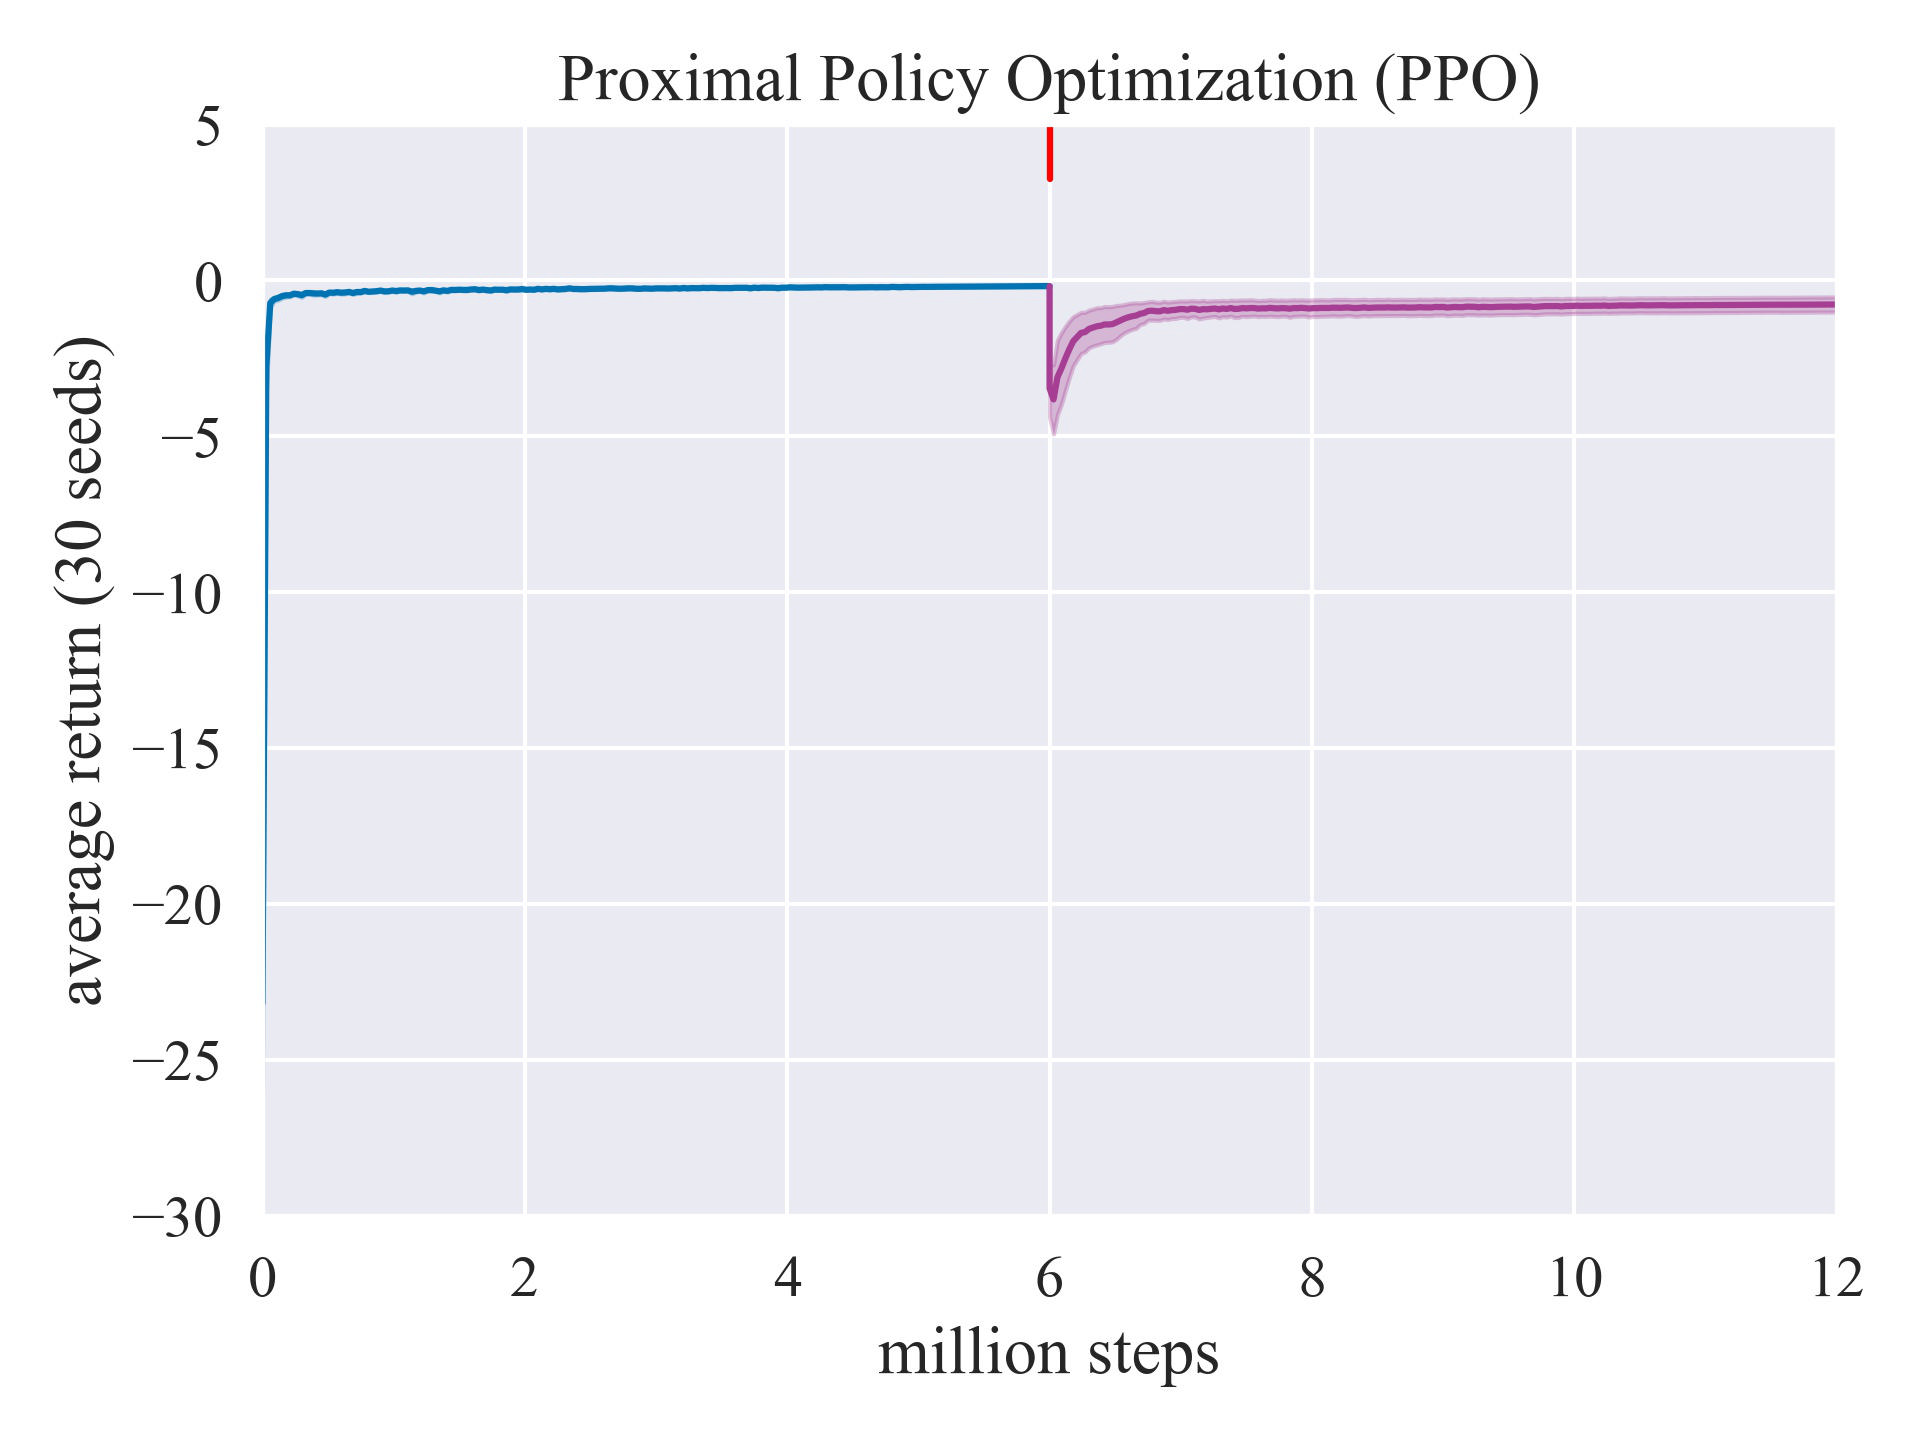 Proximal Policy Optimization (PPO)
5
0
−5
−10
−15
−20
−25
−30
average return (30 seeds)
0 2 4 6 8 10 12
million steps